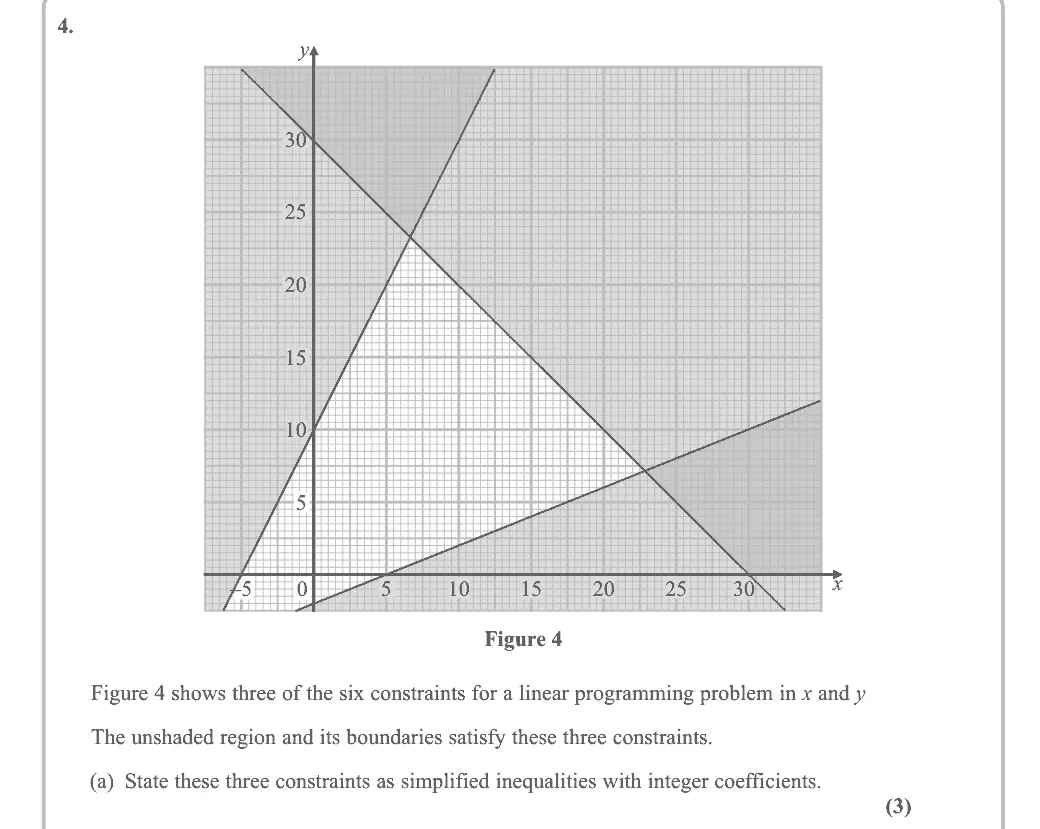 4.
y
30
25
20
15
10
5
-5 0 5 10 15 20 25 30 x
Figure 4
Figure 4 shows three of the six constraints for a linear programming problem in x and y
The unshaded region and its boundaries satisfy these three constraints.
(a) State these three constraints as simplified inequalities with integer coefficients.
(3)